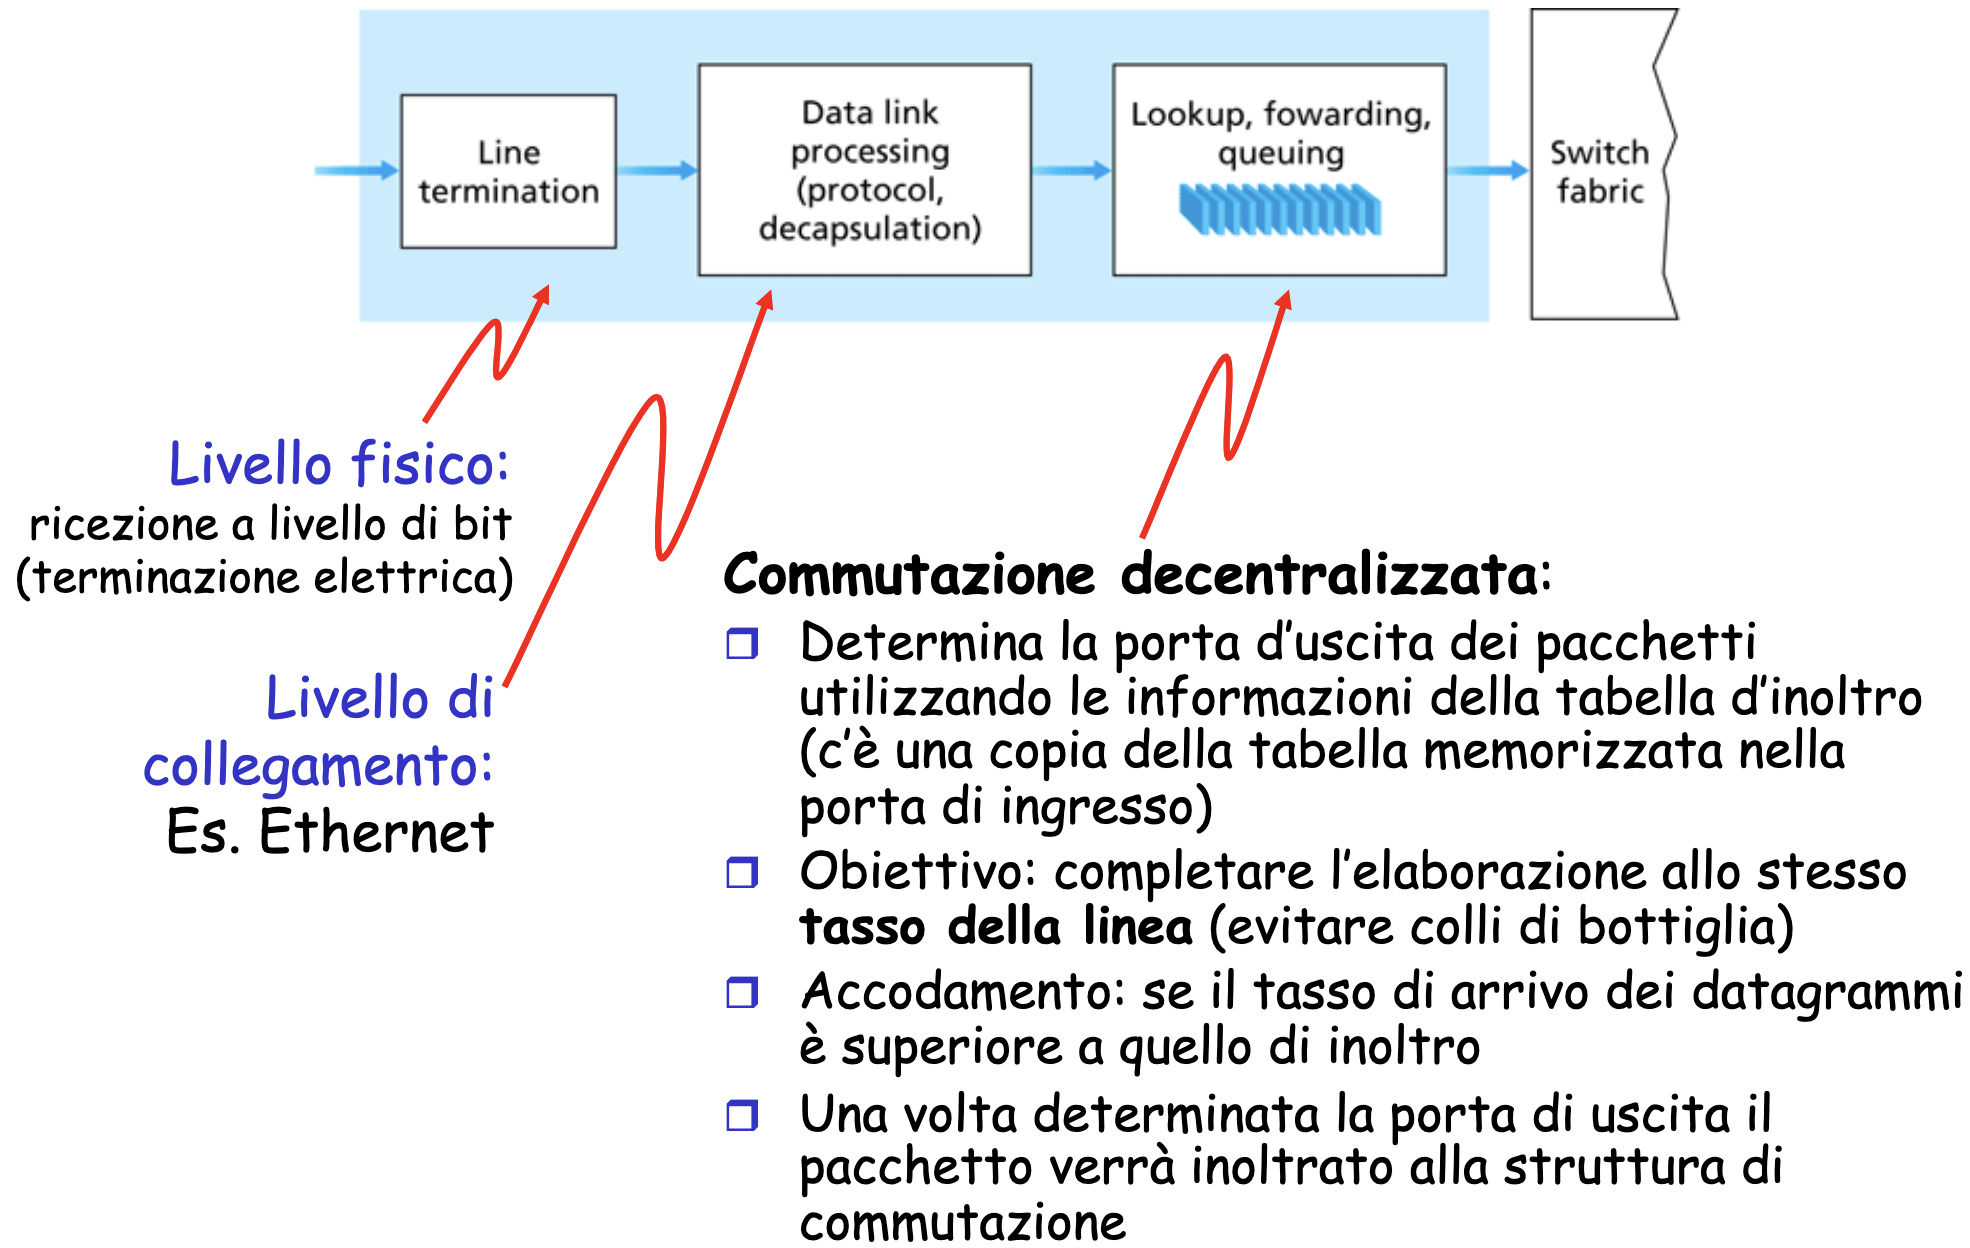 Line
termination
Data link
processing
(protocol,
decapsulation)
Lookup, fowarding,
queuing
Switch
fabric
Livello fisico:
ricezione a livello di bit
(terminazione elettrica)
Livello di
collegamento:
Es. Ethernet
Commutazione decentralizzata:
Determina la porta d'uscita dei pacchetti
utilizzando le informazioni della tabella d'inoltro
(c'è una copia della tabella memorizzata nella
porta di ingresso)
Obiettivo: completare l'elaborazione allo stesso
tasso della linea (evitare colli di bottiglia)
Accodamento: se il tasso di arrivo dei datagrammi
è superiore a quello di inoltro
Una volta determinata la porta di uscita il
pacchetto verrà inoltrato alla struttura di
commutazione